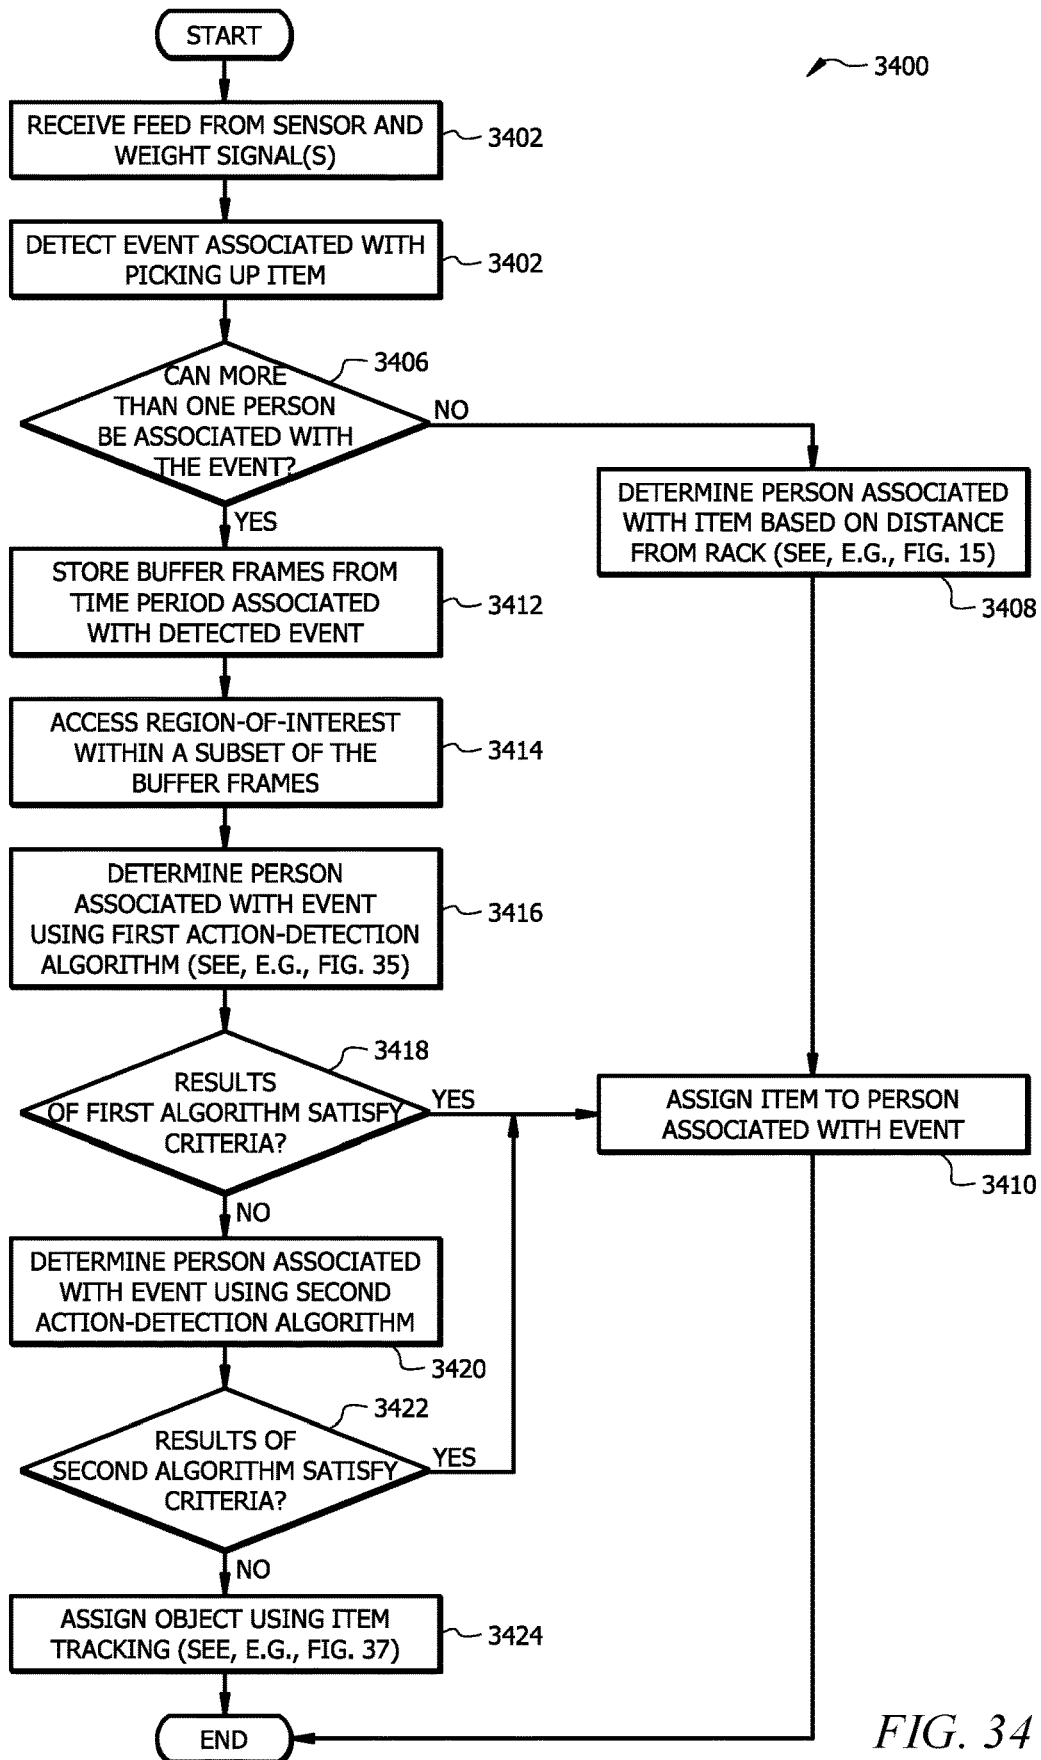 START
3400
RECEIVE FEED FROM SENSOR AND
WEIGHT SIGNAL(S)
3402
DETECT EVENT ASSOCIATED WITH
PICKING UP ITEM
3402
3406
CAN MORE
THAN ONE PERSON
BE ASSOCIATED WITH
THE EVENT?
NO
YES
DETERMINE PERSON ASSOCIATED
WITH ITEM BASED ON DISTANCE
FROM RACK (SEE, E.G., FIG. 15)
3408
STORE BUFFER FRAMES FROM
TIME PERIOD ASSOCIATED
WITH DETECTED EVENT
3412
ACCESS REGION-OF-INTEREST
WITHIN A SUBSET OF THE
BUFFER FRAMES
3414
DETERMINE PERSON
ASSOCIATED WITH EVENT
USING FIRST ACTION-DETECTION
ALGORITHM (SEE, E.G., FIG. 35)
3416
3418
RESULTS
OF FIRST ALGORITHM SATISFY
CRITERIA?
YES
NO
ASSIGN ITEM TO PERSON
ASSOCIATED WITH EVENT
3410
DETERMINE PERSON ASSOCIATED
WITH EVENT USING SECOND
ACTION-DETECTION ALGORITHM
3420
3422
RESULTS OF
SECOND ALGORITHM SATISFY
CRITERIA?
YES
NO
ASSIGN OBJECT USING ITEM
TRACKING (SEE, E.G., FIG. 37)
3424
END
FIG. 34